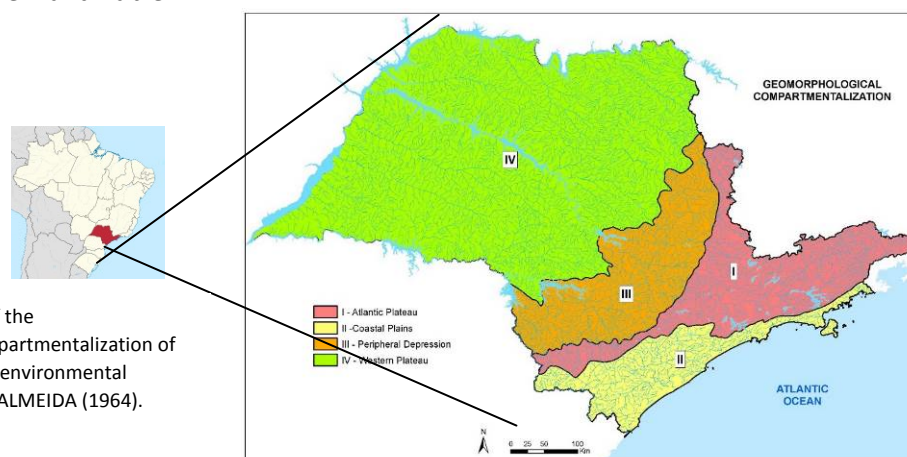 GEOMORPHOLOGICAL
COMPARTMENTALIZATION
IV
I
III
II
I - Atlantic Plateau
II -Coastal Plains
III - Peripheral Depression
IV - Western Plateau
ATLANTIC
OCEAN
N
0 25 50 100
Km
the
partmentalization of
environmental
ALMEIDA (1964).